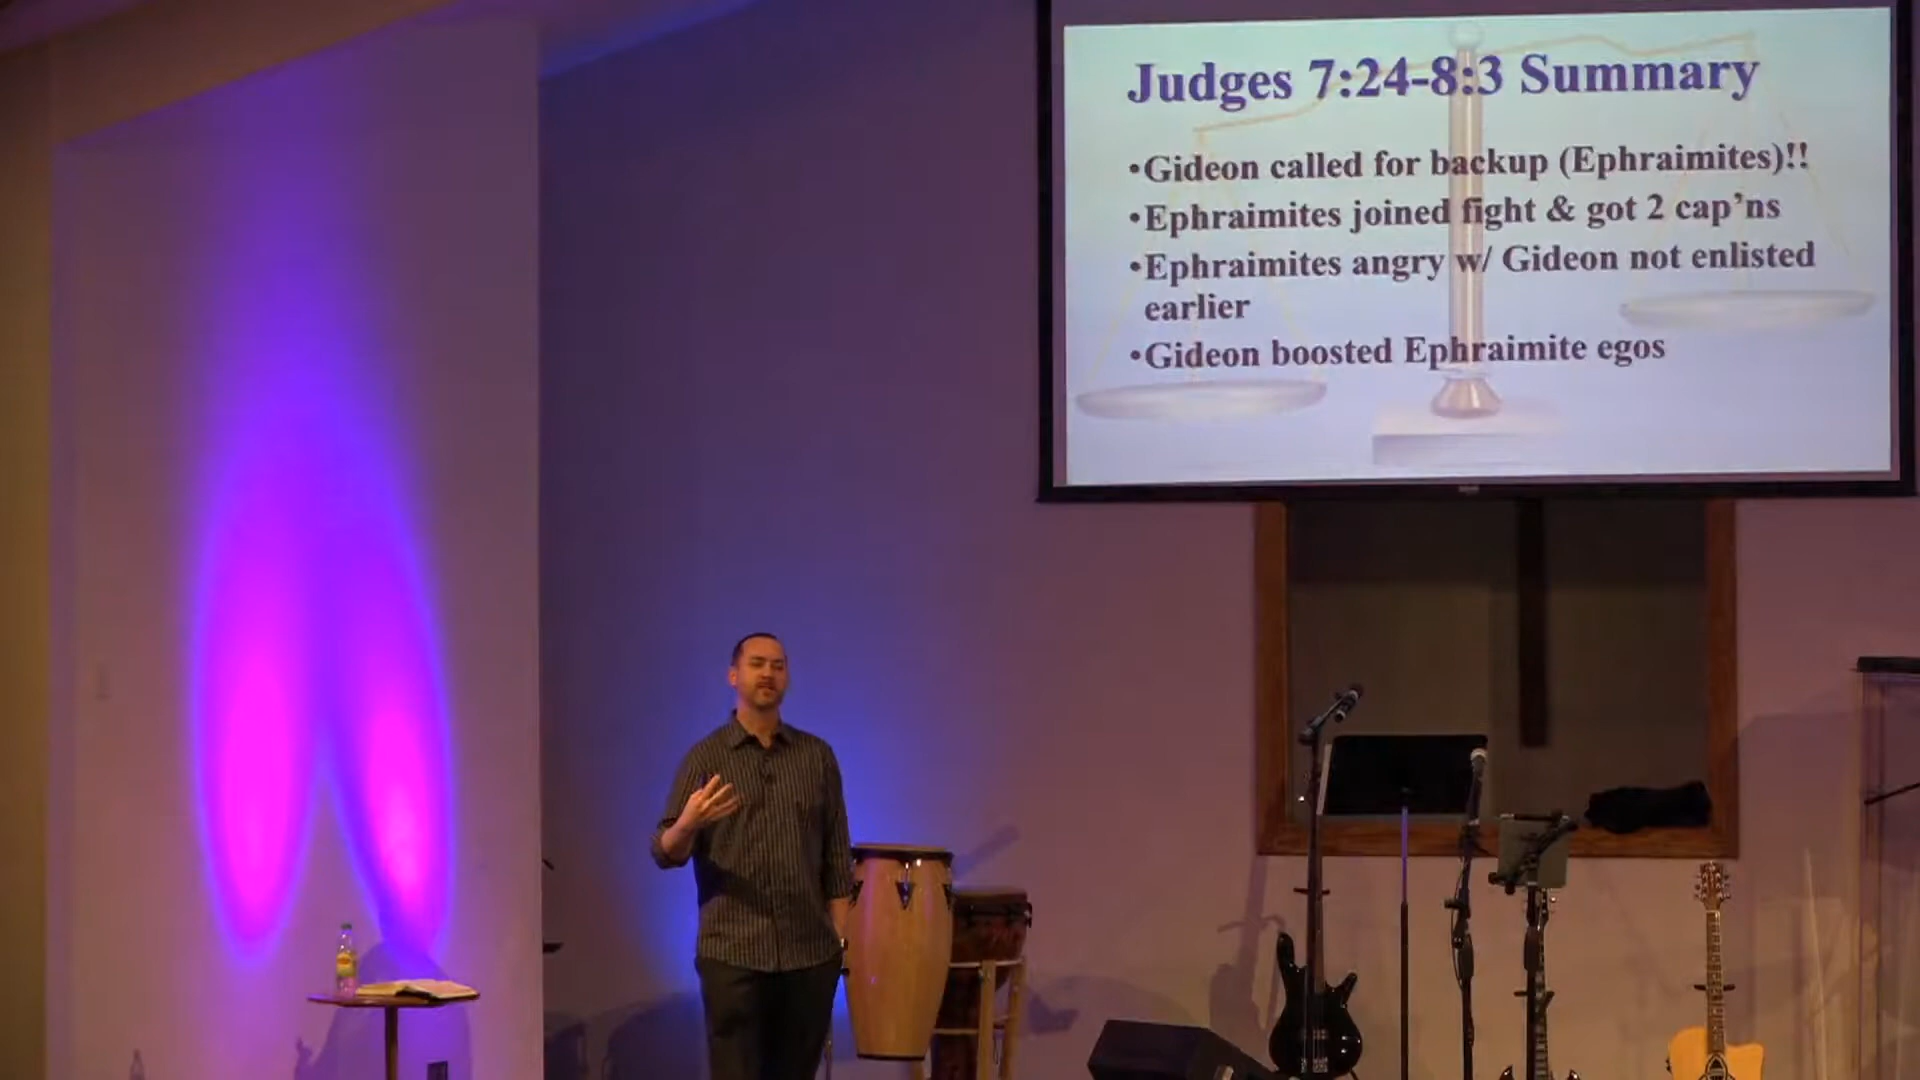 Judges 7:24-8:3 Summary
•Gideon called for backup (Ephraimites)!!
•Ephraimites joined fight & got 2 cap'ns
•Ephraimites angry w/ Gideon not enlisted
earlier
•Gideon boosted Ephraimite egos